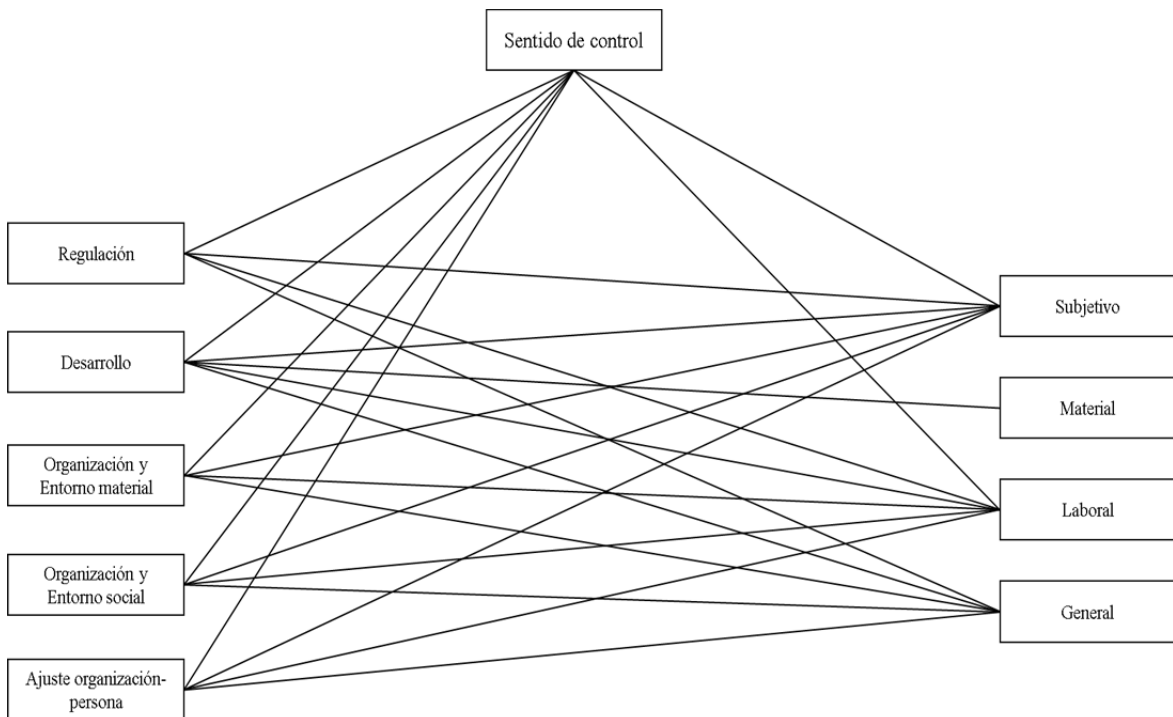 Sentido de control
Regulación
Desarrollo
Organización y
Entorno material
Organización y
Entorno social
Ajuste organización-
persona
Subjetivo
Material
Laboral
General